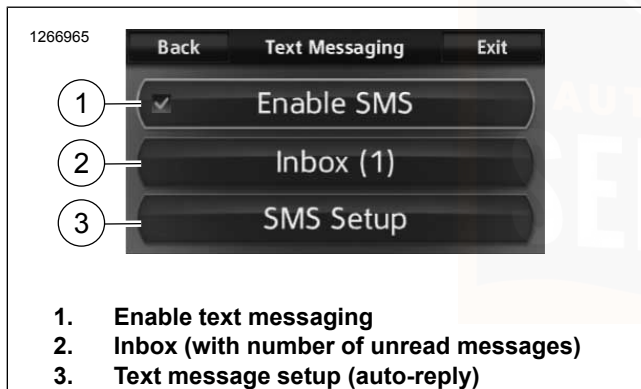 1266965
Back Text Messaging Exit
1 Enable SMS
2 Inbox (1)
3 SMS Setup
1. Enable text messaging
2. Inbox (with number of unread messages)
3. Text message setup (auto-reply)